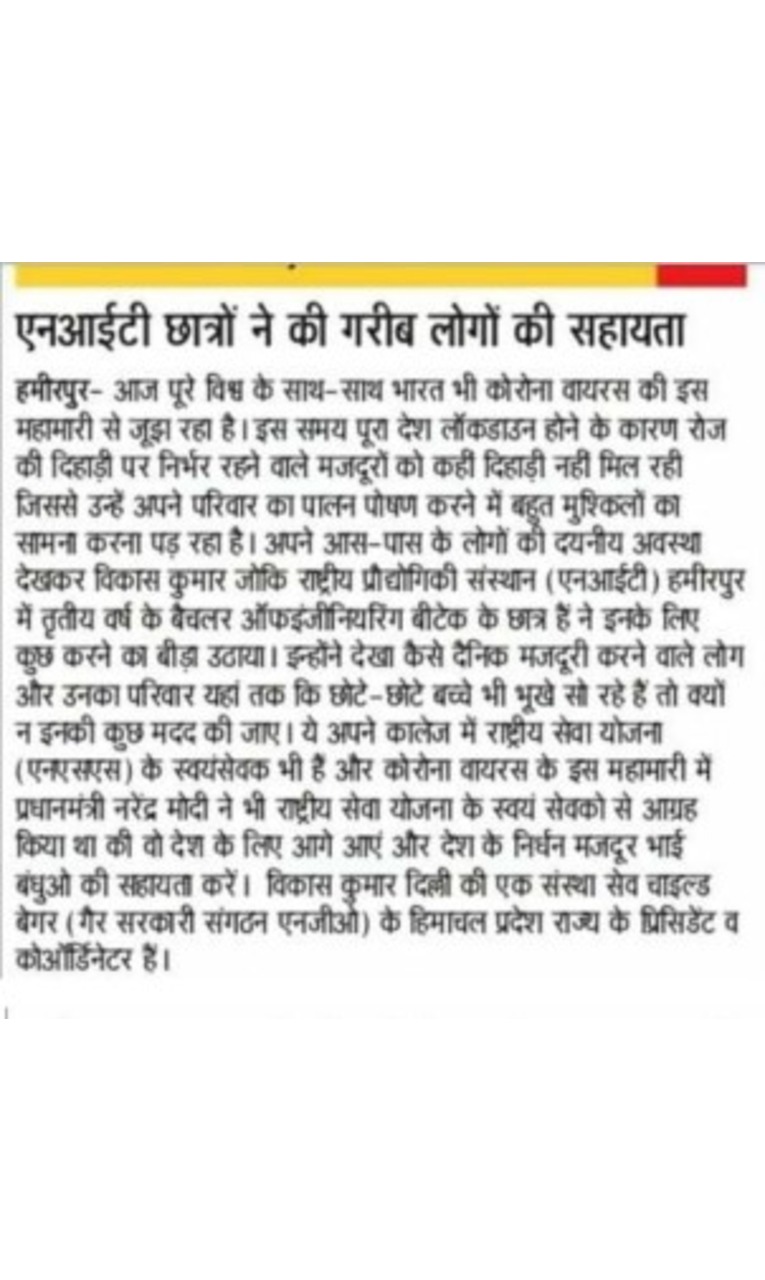 एनआईटी छात्रों ने की गरीब लोगों की सहायता
हमीरपुर- आज पूरे विश्व के साथ-साथ भारत भी कोरोना वायरस की इस
महामारी से जूझ रहा है। इस समय पूरा देश लॉकडाउन होने के कारण रोज
की दिहाड़ी पर निर्भर रहने वाले मजदूरों को कहीं दिहाड़ी नहीं मिल रही
जिससे उन्हें अपने परिवार का पालन पोषण करने में बहुत मुश्किलों का
सामना करना पड़ रहा है। अपने आस-पास के लोगों की दयनीय अवस्था
देखकर विकास कुमार जोकि राष्ट्रीय प्रौद्योगिकी संस्थान (एनआईटी) हमीरपुर
में तृतीय वर्ष के बैचलर ऑफइंजीनियरिंग बीटेक के छात्र हैं ने इनके लिए
कुछ करने का बीड़ा उठाया। इन्होंने देखा कैसे दैनिक मजदूरी करने वाले लोग
और उनका परिवार यहां तक कि छोटे-छोटे बच्चे भी भूखे सो रहे हैं तो क्यों
न इनकी कुछ मदद की जाए। ये अपने कालेज में राष्ट्रीय सेवा योजना
(एनएसएस) के स्वयंसेवक भी हैं और कोरोना वायरस के इस महामारी में
प्रधानमंत्री नरेंद्र मोदी ने भी राष्ट्रीय सेवा योजना के स्वयं सेवको से आग्रह
किया था की वो देश के लिए आगे आएं और देश के निर्धन मजदूर भाई
बंधुओ की सहायता करें। विकास कुमार दिल्ली की एक संस्था सेव चाइल्ड
बेगर (गैर सरकारी संगठन एनजीओ) के हिमाचल प्रदेश राज्य के प्रिसिडेंट व
कोऑर्डिनेटर हैं।